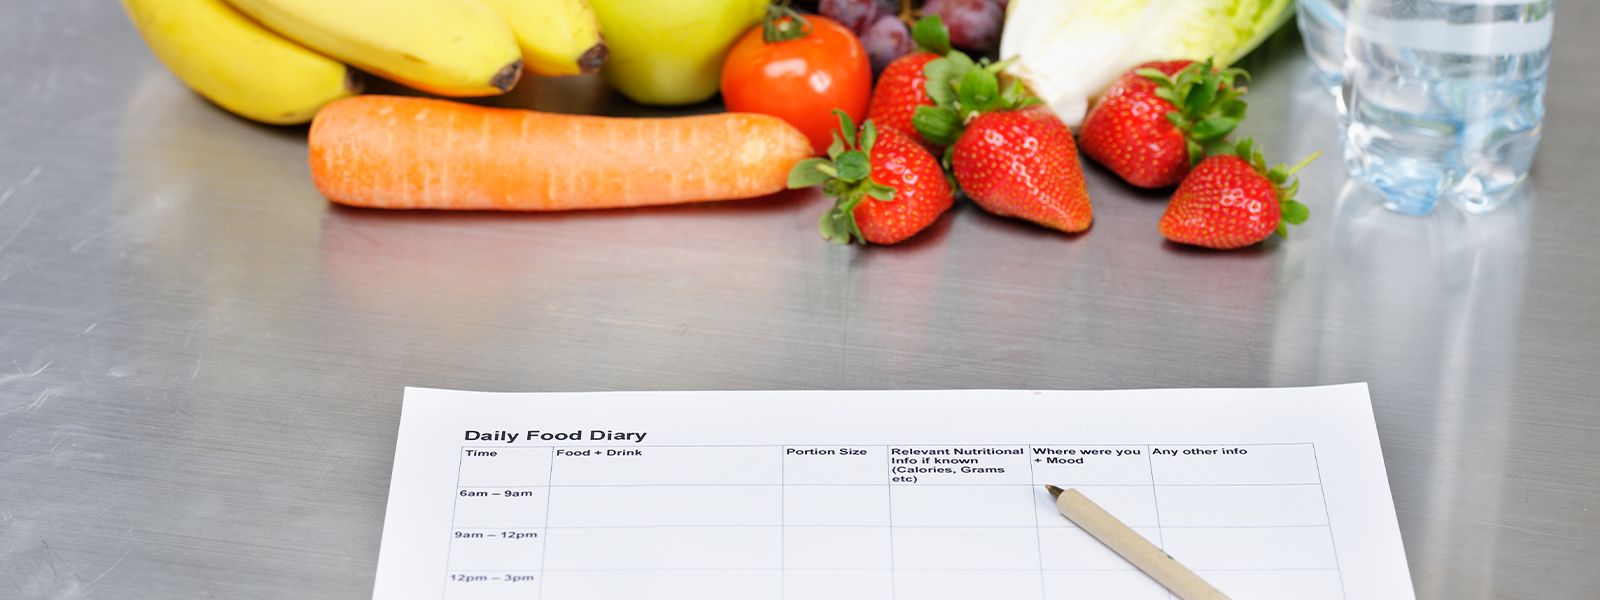 Daily Food Diary
Time
Food + Drink
Portion Size
Relevant Nutritional
Info if known
(Calories, Grams
etc)
Where were you
+ Mood
Any other info
6am – 9am
9am – 12pm
12pm – 3pm